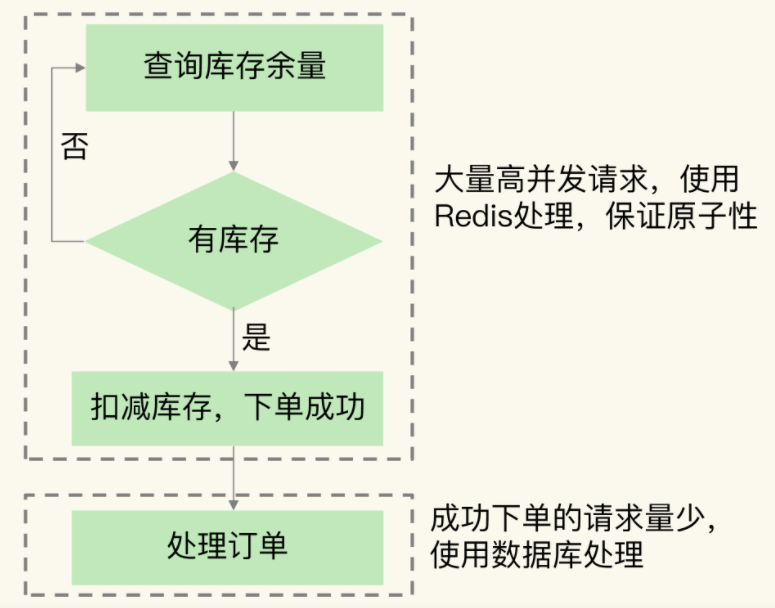 查询库存余量
否
有库存
大量高并发请求，使用
Redis处理，保证原子性
是
扣减库存，下单成功
处理订单
成功下单的请求量少，
使用数据库处理